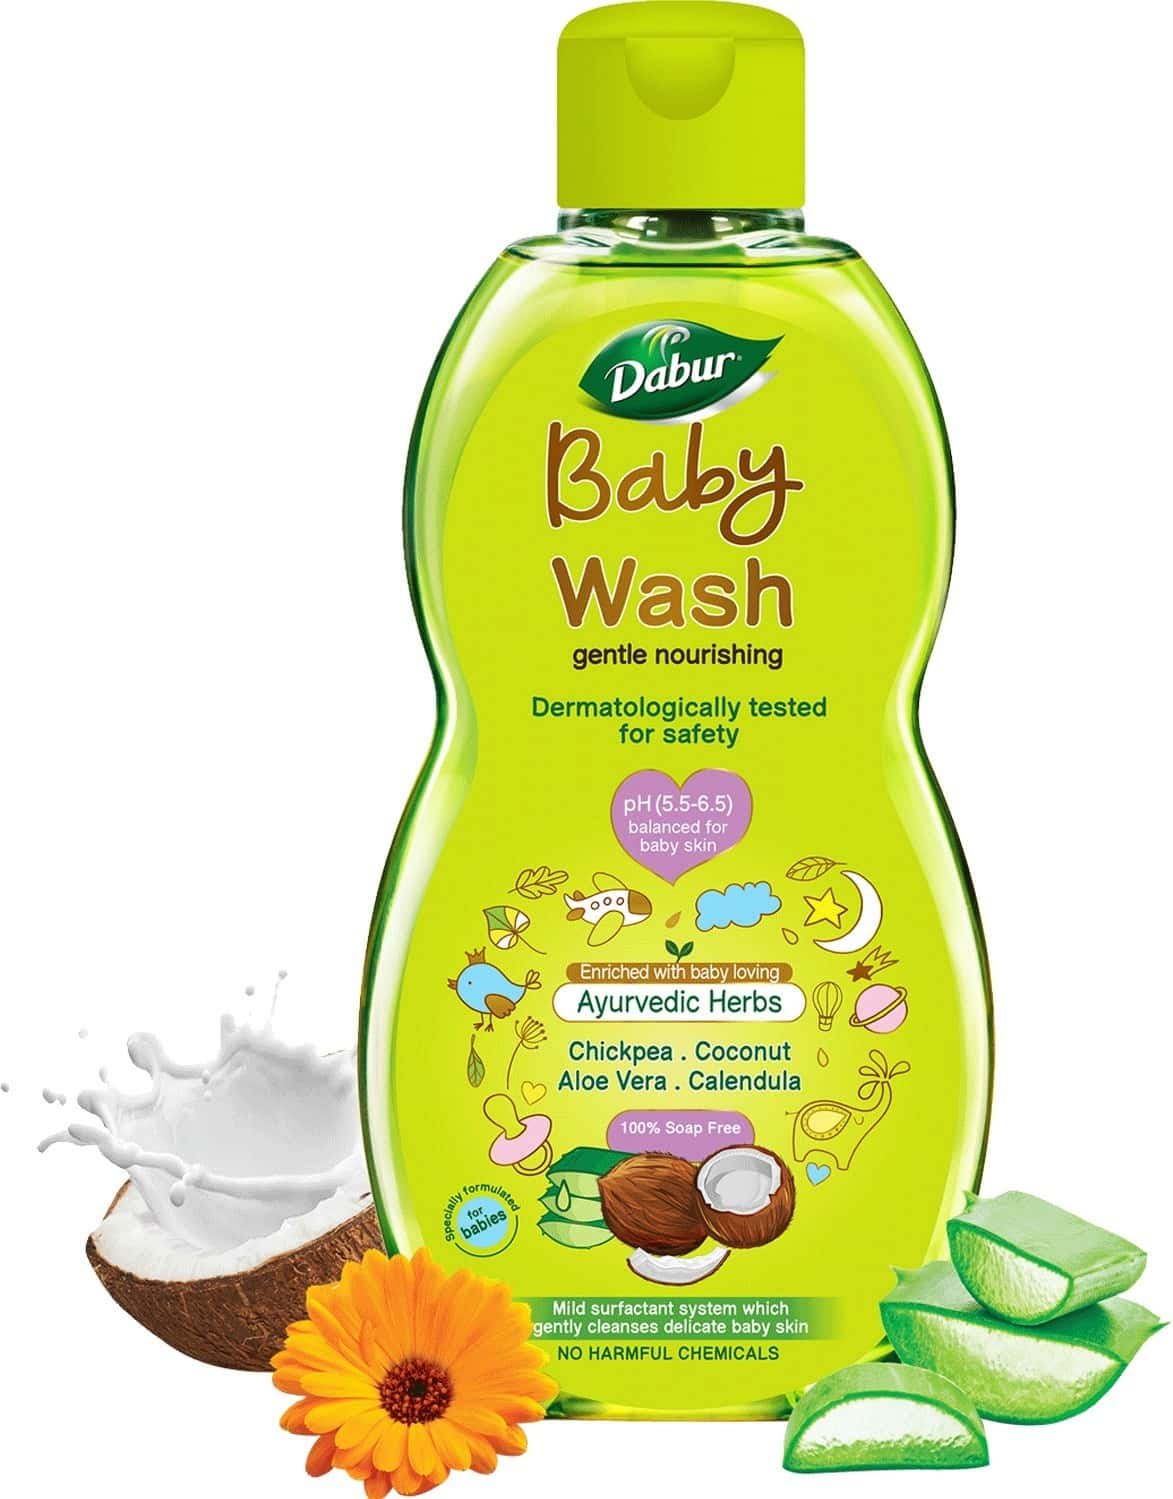 Dabur
Baby
Wash
gentle nourishing
Dermatologically tested
for safety
pH (5.5-6.5)
balanced for
baby skin
Enriched with baby loving
Ayurvedic Herbs
Chickpea . Coconut
Aloe Vera . Calendula
100% Soap Free
Specially formulated
for
babies
Mild surfactant system which
gently cleanses delicate baby skin
NO HARMFUL CHEMICALS